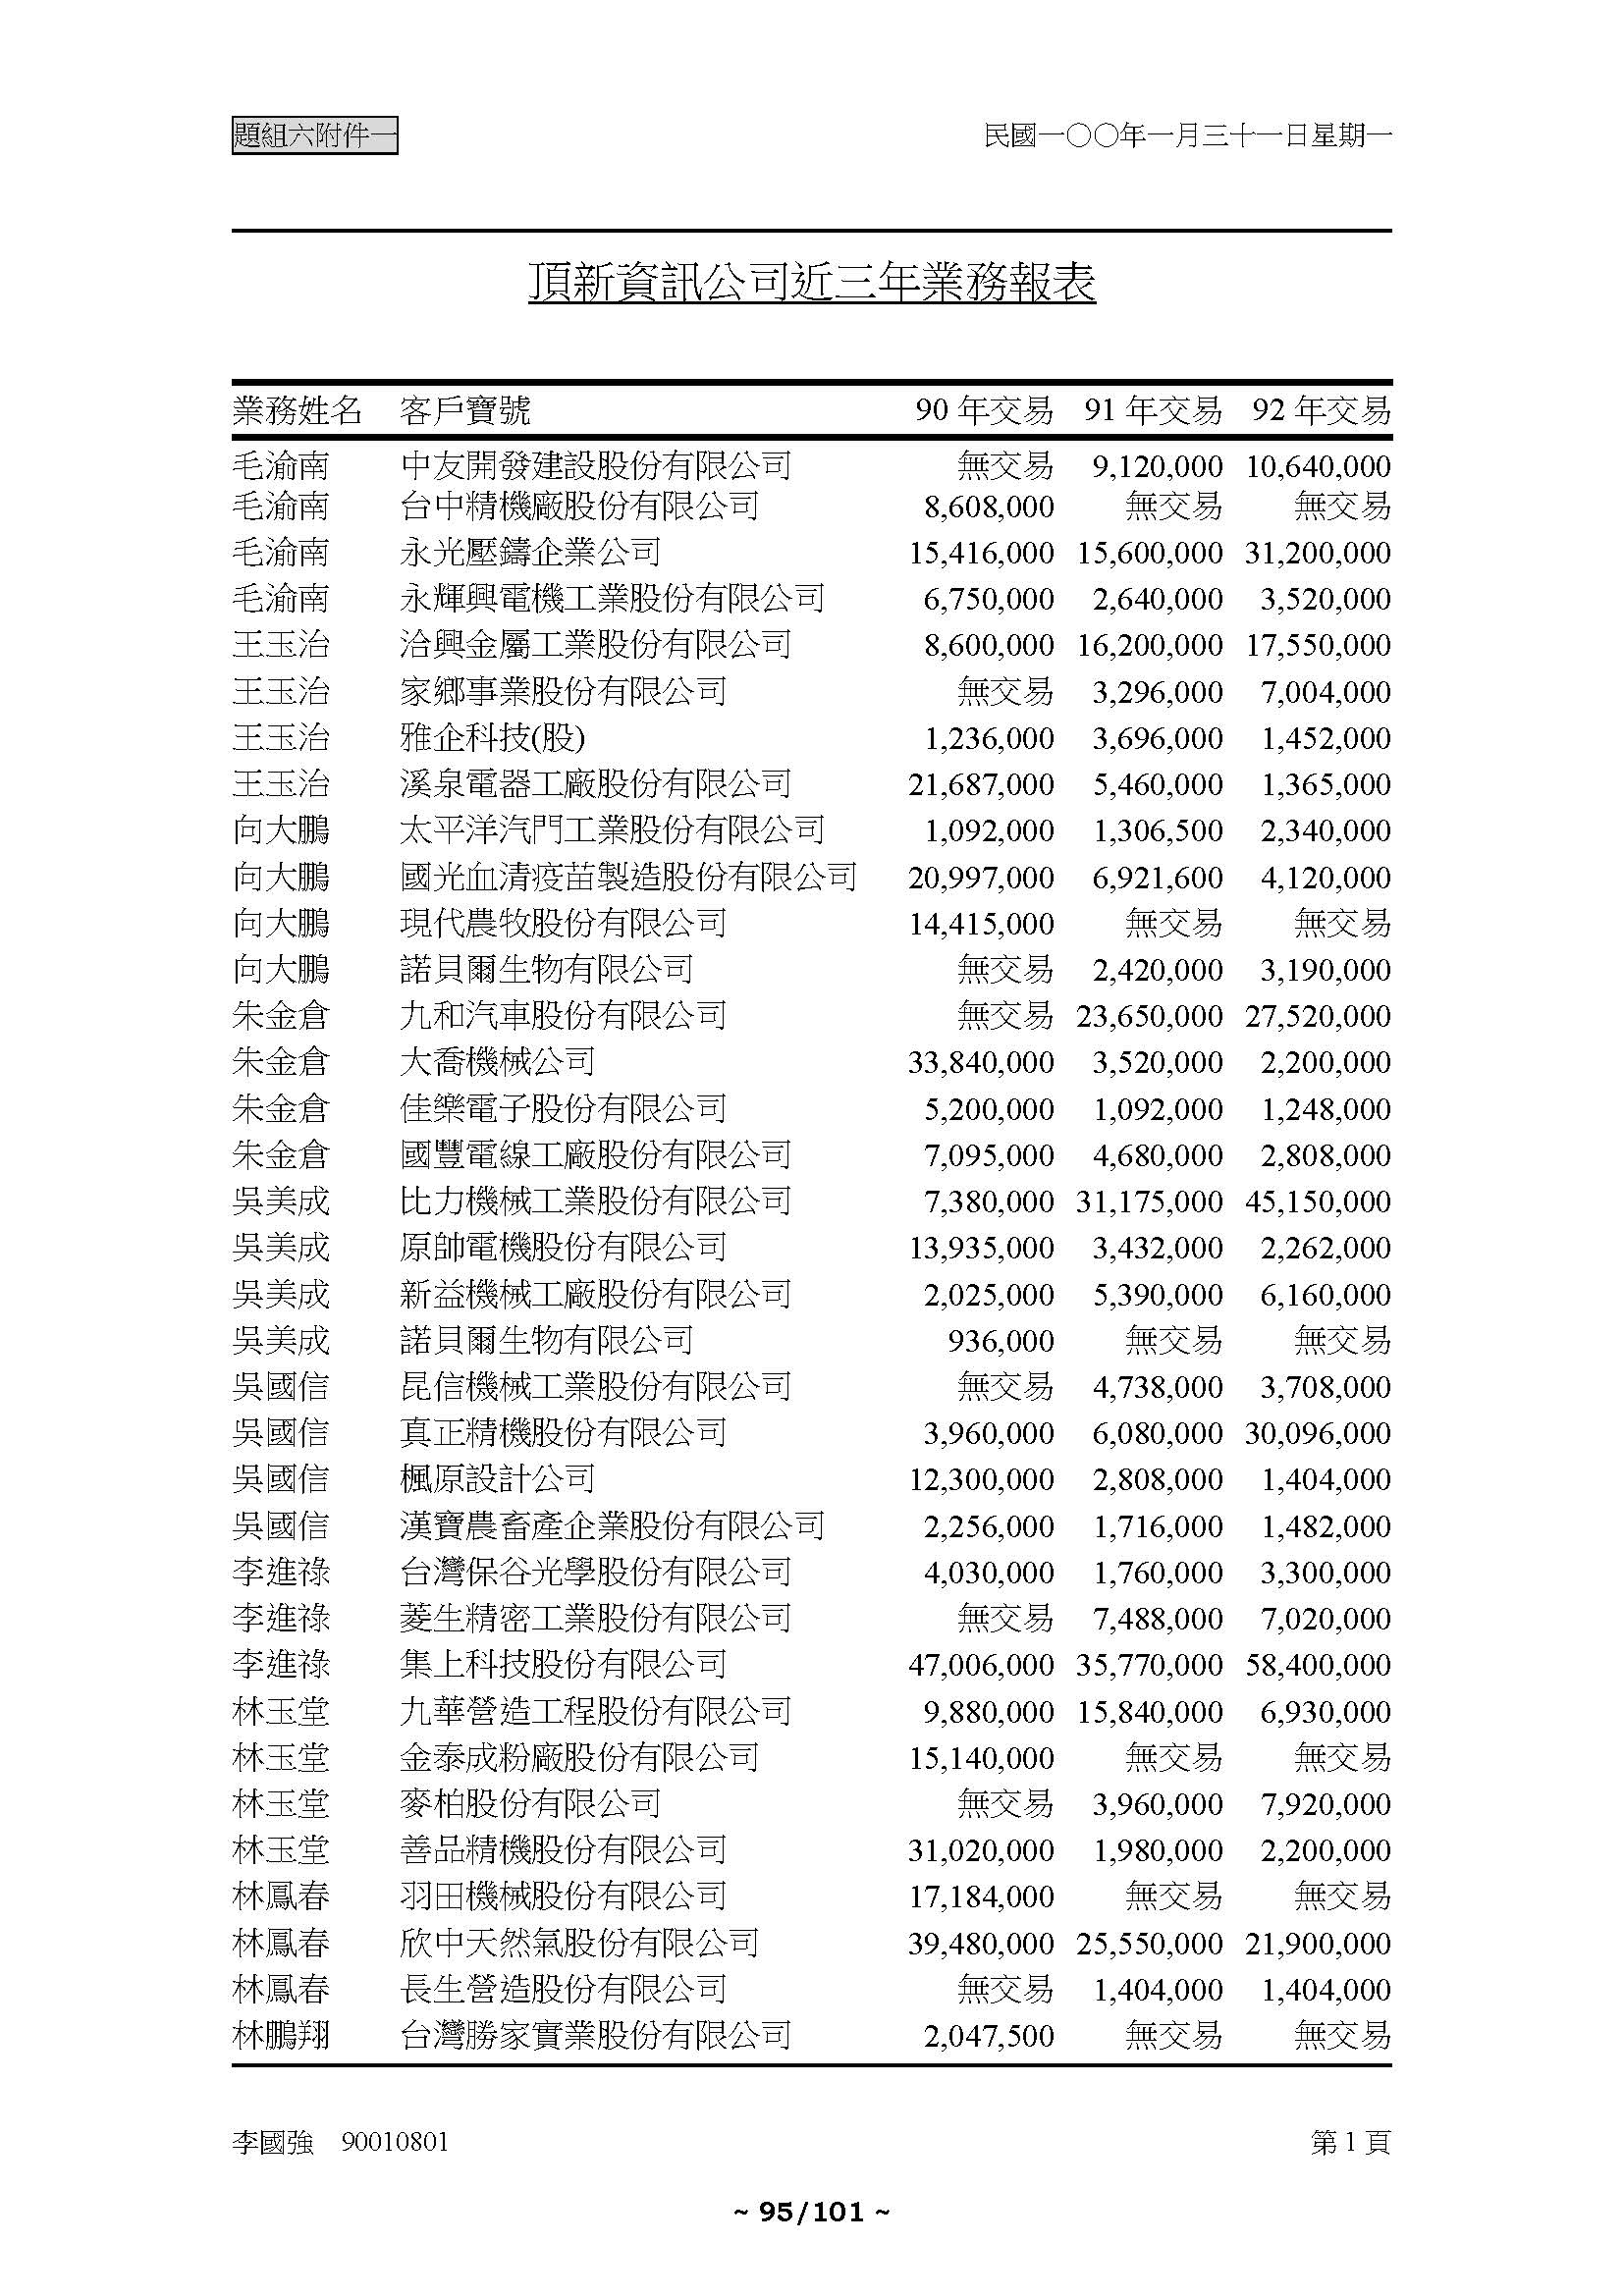 題組六附件一 民國一○○年一月三十一日星期一
頂新資訊公司近三年業務報表
業務姓名 客戶寶號 90 年交易 91 年交易 92 年交易
毛渝南 中友開發建設股份有限公司 無交易 9,120,000 10,640,000
毛渝南 台中精機廠股份有限公司 8,608,000 無交易 無交易
毛渝南 永光壓鑄企業公司 15,416,000 15,600,000 31,200,000
毛渝南 永輝興電機工業股份有限公司 6,750,000 2,640,000 3,520,000
王玉治 洽興金屬工業股份有限公司 8,600,000 16,200,000 17,550,000
王玉治 家鄉事業股份有限公司 無交易 3,296,000 7,004,000
王玉治 雅企科技(股) 1,236,000 3,696,000 1,452,000
王玉治 溪泉電器工廠股份有限公司 21,687,000 5,460,000 1,365,000
向大鵬 太平洋汽門工業股份有限公司 1,092,000 1,306,500 2,340,000
向大鵬 國光血清疫苗製造股份有限公司 20,997,000 6,921,600 4,120,000
向大鵬 現代農牧股份有限公司 14,415,000 無交易 無交易
向大鵬 諾貝爾生物有限公司 無交易 2,420,000 3,190,000
朱金倉 九和汽車股份有限公司 無交易 23,650,000 27,520,000
朱金倉 大喬機械公司 33,840,000 3,520,000 2,200,000
朱金倉 佳樂電子股份有限公司 5,200,000 1,092,000 1,248,000
朱金倉 國豐電線工廠股份有限公司 7,095,000 4,680,000 2,808,000
吳美成 比力機械工業股份有限公司 7,380,000 31,175,000 45,150,000
吳美成 原帥電機股份有限公司 13,935,000 3,432,000 2,262,000
吳美成 新益機械工廠股份有限公司 2,025,000 5,390,000 6,160,000
吳美成 諾貝爾生物有限公司 936,000 無交易 無交易
吳國信 昆信機械工業股份有限公司 無交易 4,738,000 3,708,000
吳國信 真正精機股份有限公司 3,960,000 6,080,000 30,096,000
吳國信 楓原設計公司 12,300,000 2,808,000 1,404,000
吳國信 漢寶農畜產企業股份有限公司 2,256,000 1,716,000 1,482,000
李進祿 台灣保谷光學股份有限公司 4,030,000 1,760,000 3,300,000
李進祿 菱生精密工業股份有限公司 無交易 7,488,000 7,020,000
李進祿 集上科技股份有限公司 47,006,000 35,770,000 58,400,000
林玉堂 九華營造工程股份有限公司 9,880,000 15,840,000 6,930,000
林玉堂 金泰成粉廠股份有限公司 15,140,000 無交易 無交易
林玉堂 麥柏股份有限公司 無交易 3,960,000 7,920,000
林玉堂 善品精機股份有限公司 31,020,000 1,980,000 2,200,000
林鳳春 羽田機械股份有限公司 17,184,000 無交易 無交易
林鳳春 欣中天然氣股份有限公司 39,480,000 25,550,000 21,900,000
林鳳春 長生營造股份有限公司 無交易 1,404,000 1,404,000
林鵬翔 台灣勝家實業股份有限公司 2,047,500 無交易 無交易
李國強 90010801 第 1 頁
~ 95/101 ~